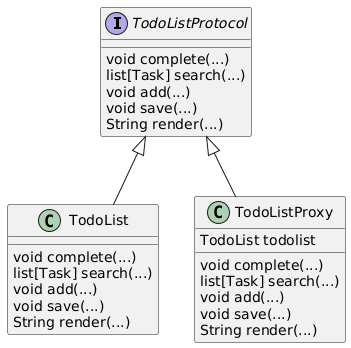 I TodoListProtocol
void complete(...)
list[Task] search(...)
void add(...)
void save(...)
String render(...)
C TodoList
void complete(...)
list[Task] search(...)
void add(...)
void save(...)
String render(...)
C TodoListProxy
TodoList todolist
void complete(...)
list[Task] search(...)
void add(...)
void save(...)
String render(...)